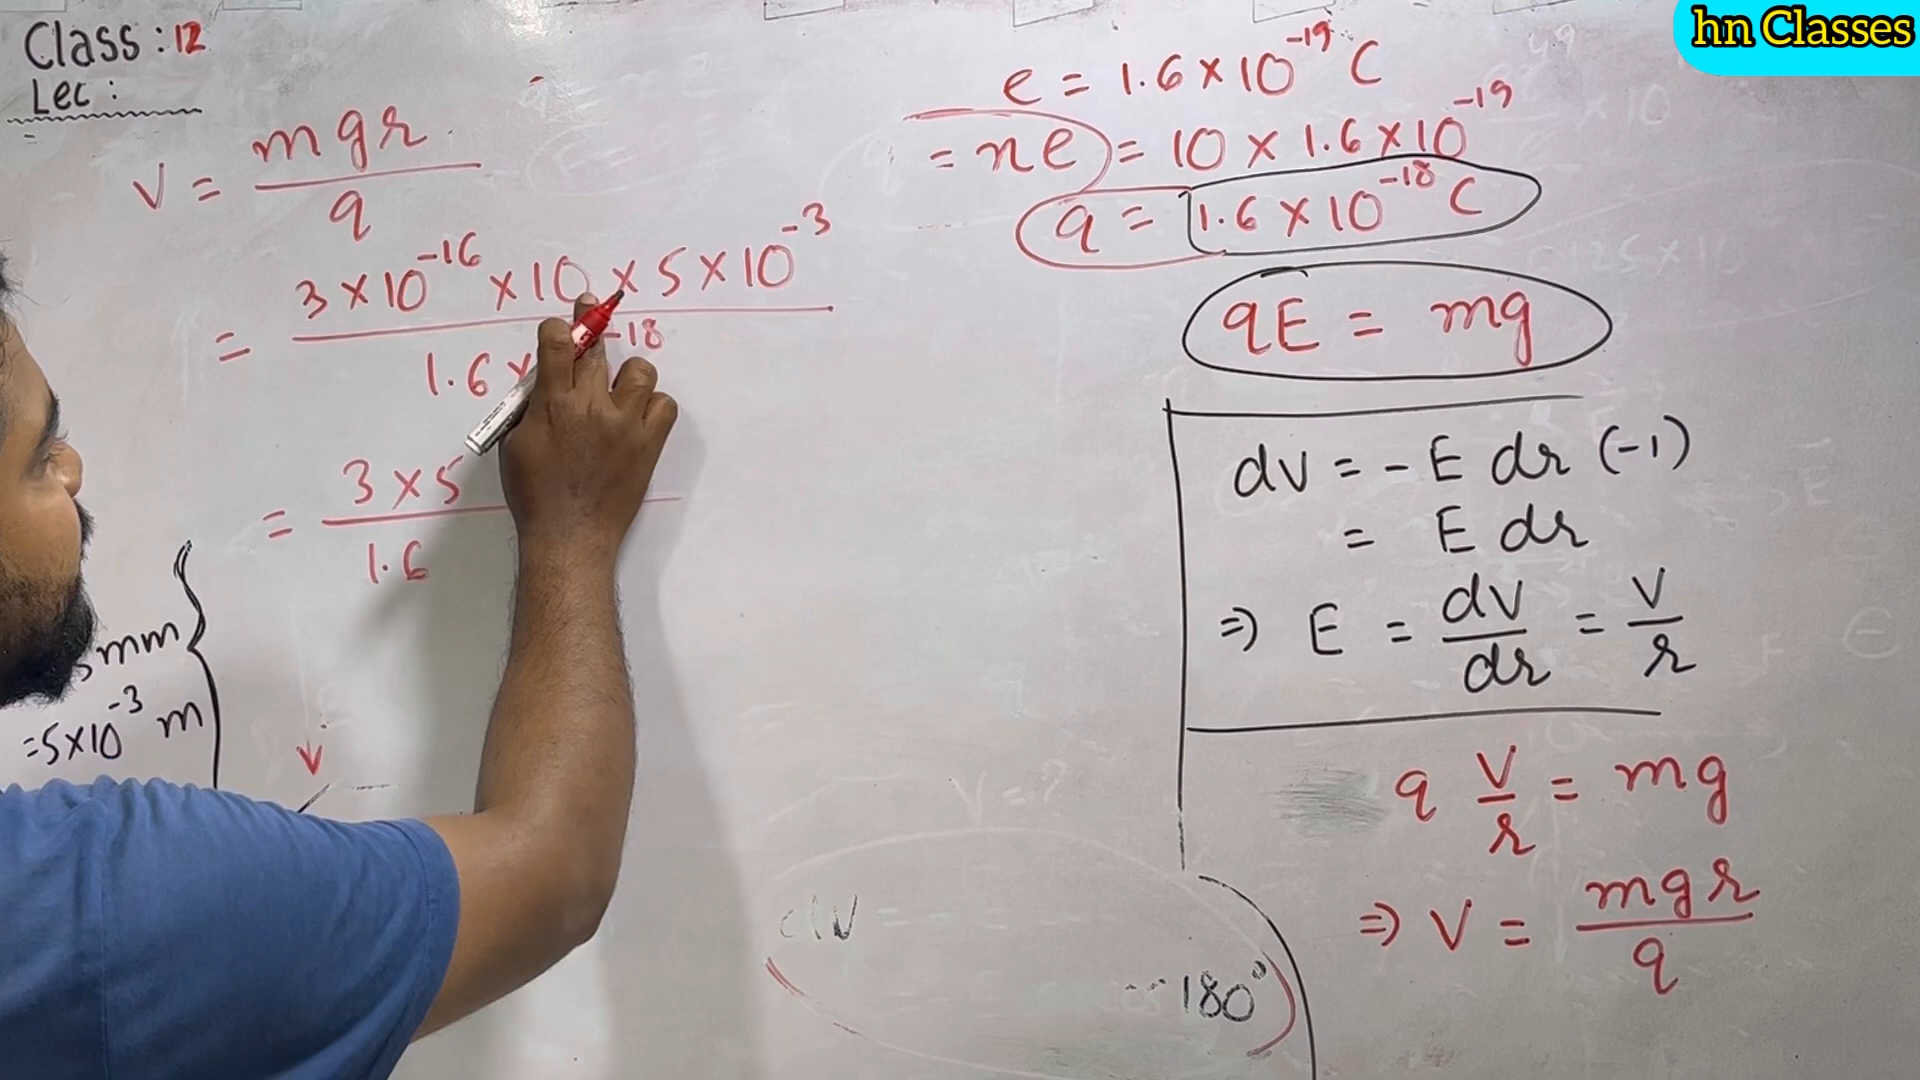 hn Classes
Class : 12
Lec :
V = mgr/q
= 3×10⁻¹⁶ ×10 × 5×10⁻³ / 1.6× ⁻¹⁸
= 3×5 / 1.6
mm
=5×10⁻³ m
V
e = 1.6×10⁻¹⁹ C
= ne = 10 × 1.6×10⁻¹⁹
q = 1.6×10⁻¹⁸ C
qE = mg
dv = - E dr (-1)
= E dr
⇒ E = dv/dr = V/r
q V/r = mg
⇒ V = mgr/q
V = ?
180°